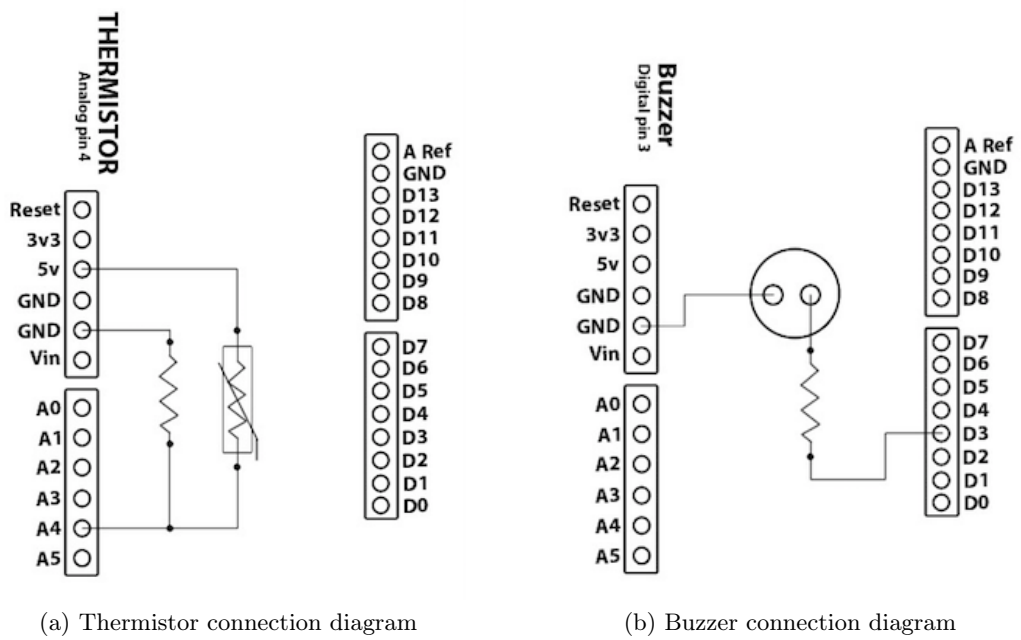 THERMISTOR
Analog pin 4
Reset
3v3
5v
GND
GND
Vin
A0
A1
A2
A3
A4
A5
A Ref
GND
D13
D12
D11
D10
D9
D8
D7
D6
D5
D4
D3
D2
D1
D0
(a) Thermistor connection diagram
Buzzer
Digital pin 3
Reset
3v3
5v
GND
GND
Vin
A0
A1
A2
A3
A4
A5
A Ref
GND
D13
D12
D11
D10
D9
D8
D7
D6
D5
D4
D3
D2
D1
D0
(b) Buzzer connection diagram